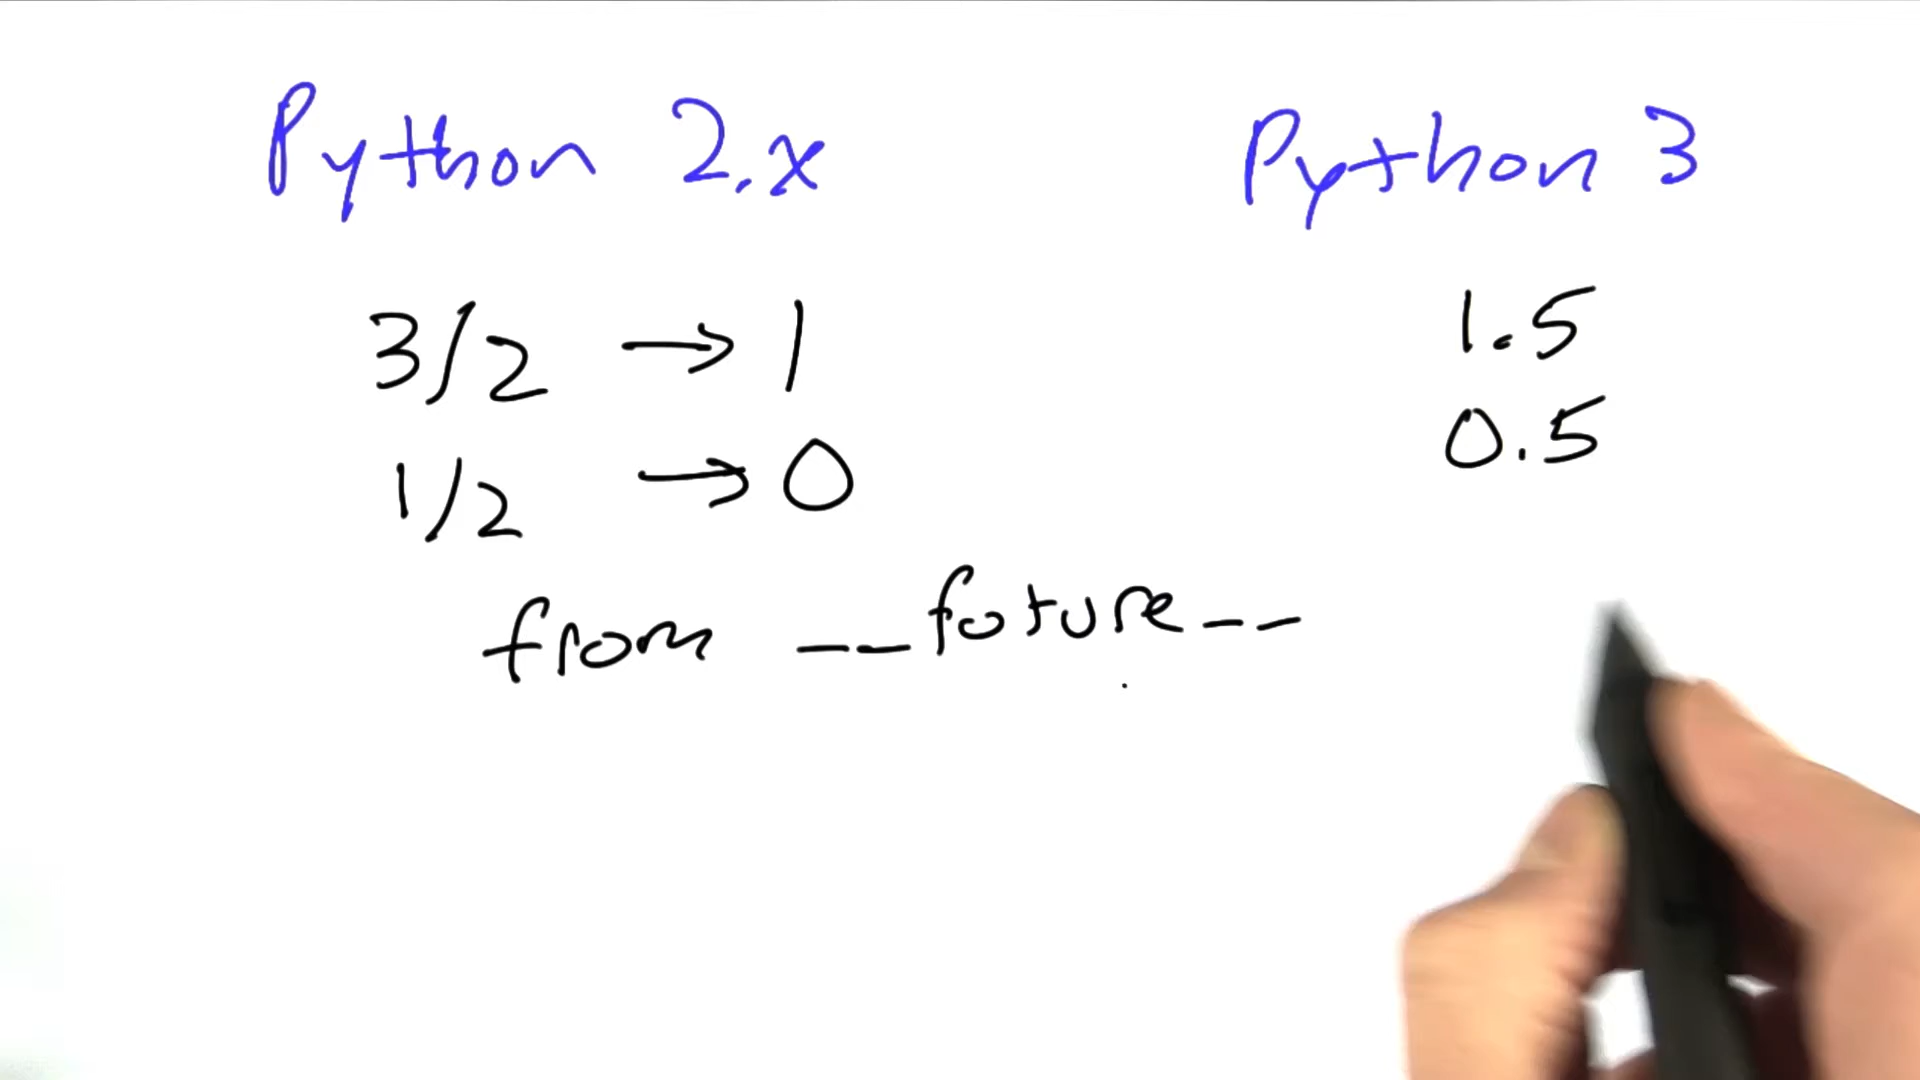 Python 2.x Python 3
3/2 → 1 1.5
1/2 → 0 0.5
from __future__